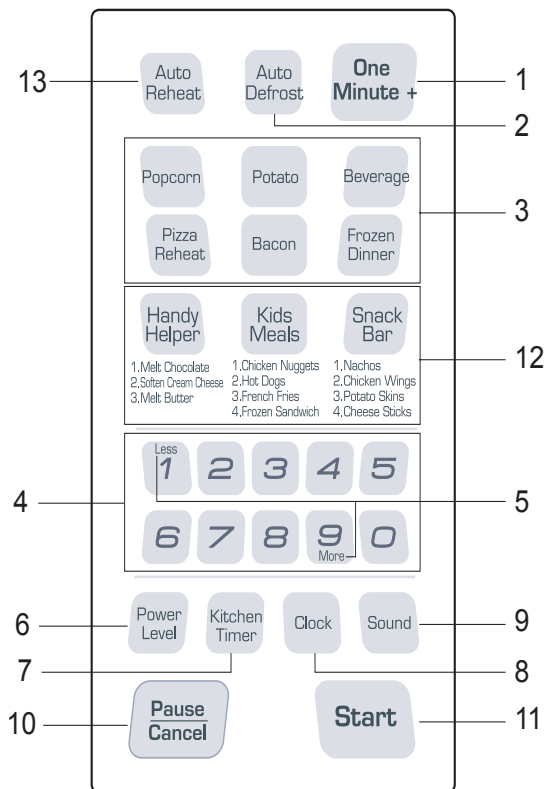 13
Auto
Reheat
Auto
Defrost
One
Minute +
1
2
Popcorn
Potato
Beverage
3
Pizza
Reheat
Bacon
Frozen
Dinner
Handy
Helper
1.Melt Chocolate
2.Soften Cream Cheese
3.Melt Butter
Kids
Meals
1.Chicken Nuggets
2.Hot Dogs
3.French Fries
4.Frozen Sandwich
Snack
Bar
1.Nachos
2.Chicken Wings
3.Potato Skins
4.Cheese Sticks
12
4
Less
1 2 3 4 5
5
6 7 8 9 0
More
6
Power
Level
Kitchen
Timer
Clock
Sound
9
7
8
10
Pause
Cancel
Start
11